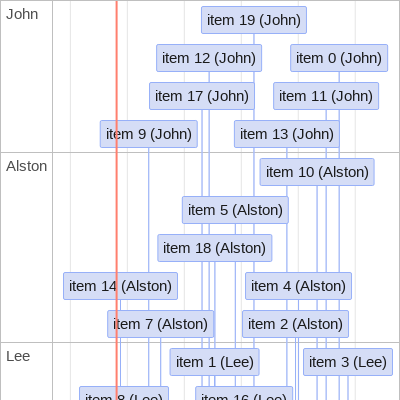 John
item 19 (John)
item 12 (John)
item 0 (John)
item 17 (John)
item 11 (John)
item 9 (John)
item 13 (John)
Alston
item 10 (Alston)
item 5 (Alston)
item 18 (Alston)
item 14 (Alston)
item 4 (Alston)
item 7 (Alston)
item 2 (Alston)
Lee
item 1 (Lee)
item 3 (Lee)
item 8 (Lee)
item 16 (Lee)